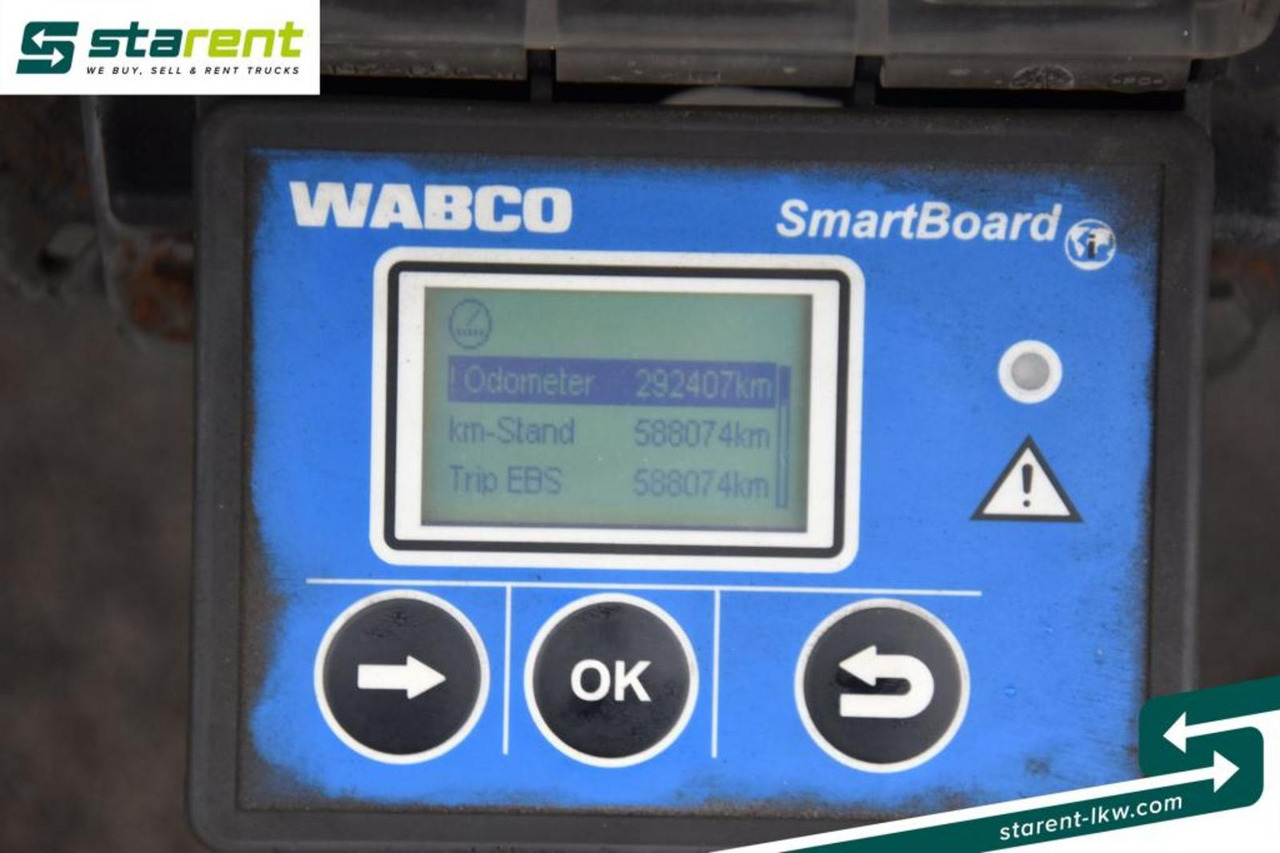 starent
WE BUY, SELL & RENT TRUCKS
WABCO
SmartBoard
i
! Odometer 292407km
km-Stand 588074km
Trip EBS 588074km
!
OK
starent-lkw.com